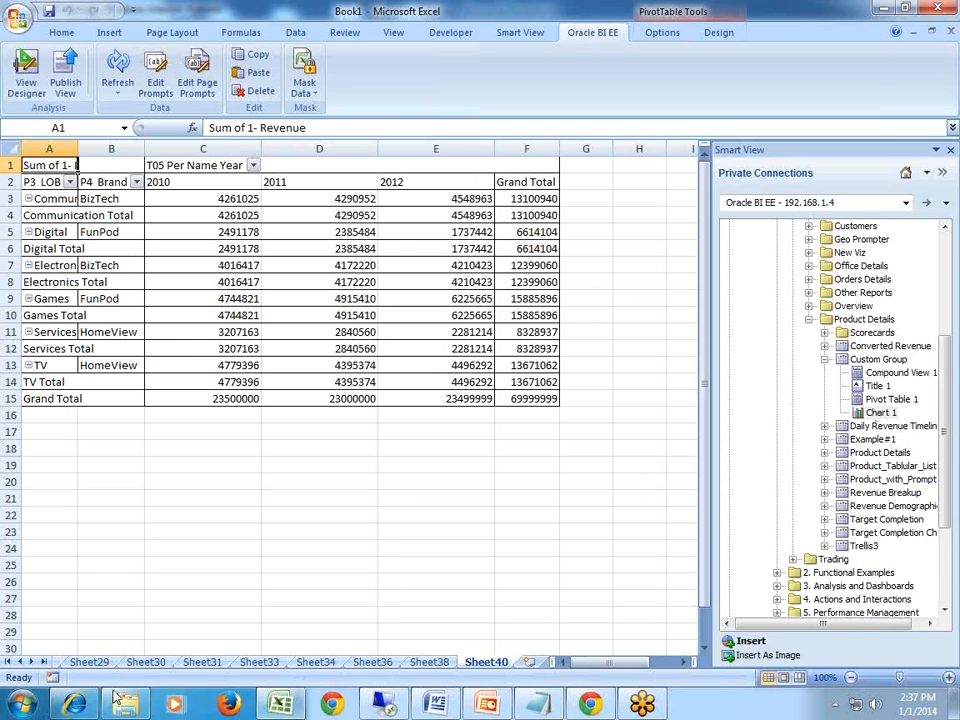 Book1 - Microsoft Excel
PivotTable Tools
Home Insert Page Layout Formulas Data Review View Developer Smart View Oracle BI EE Options Design
View Designer
Publish View
Analysis
Refresh
Edit Prompts
Edit Page Prompts
Data
Copy
Paste
Delete
Edit
Mask Data
Mask
A1 fx Sum of 1- Revenue
A B C D E F G H I
1 Sum of 1- T05 Per Name Year
2 P3 LOB P4 Brand 2010 2011 2012 Grand Total
3 Commur BizTech 4261025 4290952 4548963 13100940
4 Communication Total 4261025 4290952 4548963 13100940
5 Digital FunPod 2491178 2385484 1737442 6614104
6 Digital Total 2491178 2385484 1737442 6614104
7 Electron BizTech 4016417 4172220 4210423 12399060
8 Electronics Total 4016417 4172220 4210423 12399060
9 Games FunPod 4744821 4915410 6225665 15885896
10 Games Total 4744821 4915410 6225665 15885896
11 Services HomeView 3207163 2840560 2281214 8328937
12 Services Total 3207163 2840560 2281214 8328937
13 TV HomeView 4779396 4395374 4496292 13671062
14 TV Total 4779396 4395374 4496292 13671062
15 Grand Total 23500000 23000000 23499999 69999999
16
17
18
19
20
21
22
23
24
25
26
27
28
29
30
Smart View
Private Connections
Oracle BI EE - 192.168.1.4
Customers
Geo Prompter
New Viz
Office Details
Orders Details
Other Reports
Overview
Product Details
Scorecards
Converted Revenue
Custom Group
Compound View 1
Title 1
Pivot Table 1
Chart 1
Daily Revenue Timelin
Example#1
Product Details
Product_Tablular_List
Product_with_Prompt
Revenue Breakup
Revenue Demographic
Target Completion
Target Completion Ch
Trellis3
Trading
2. Functional Examples
3. Analysis and Dashboards
4. Actions and Interactions
5. Performance Management
Insert
Insert As Image
Sheet29 Sheet30 Sheet31 Sheet33 Sheet34 Sheet36 Sheet38 Sheet40
Ready 100%
2:37 PM
1/1/2014